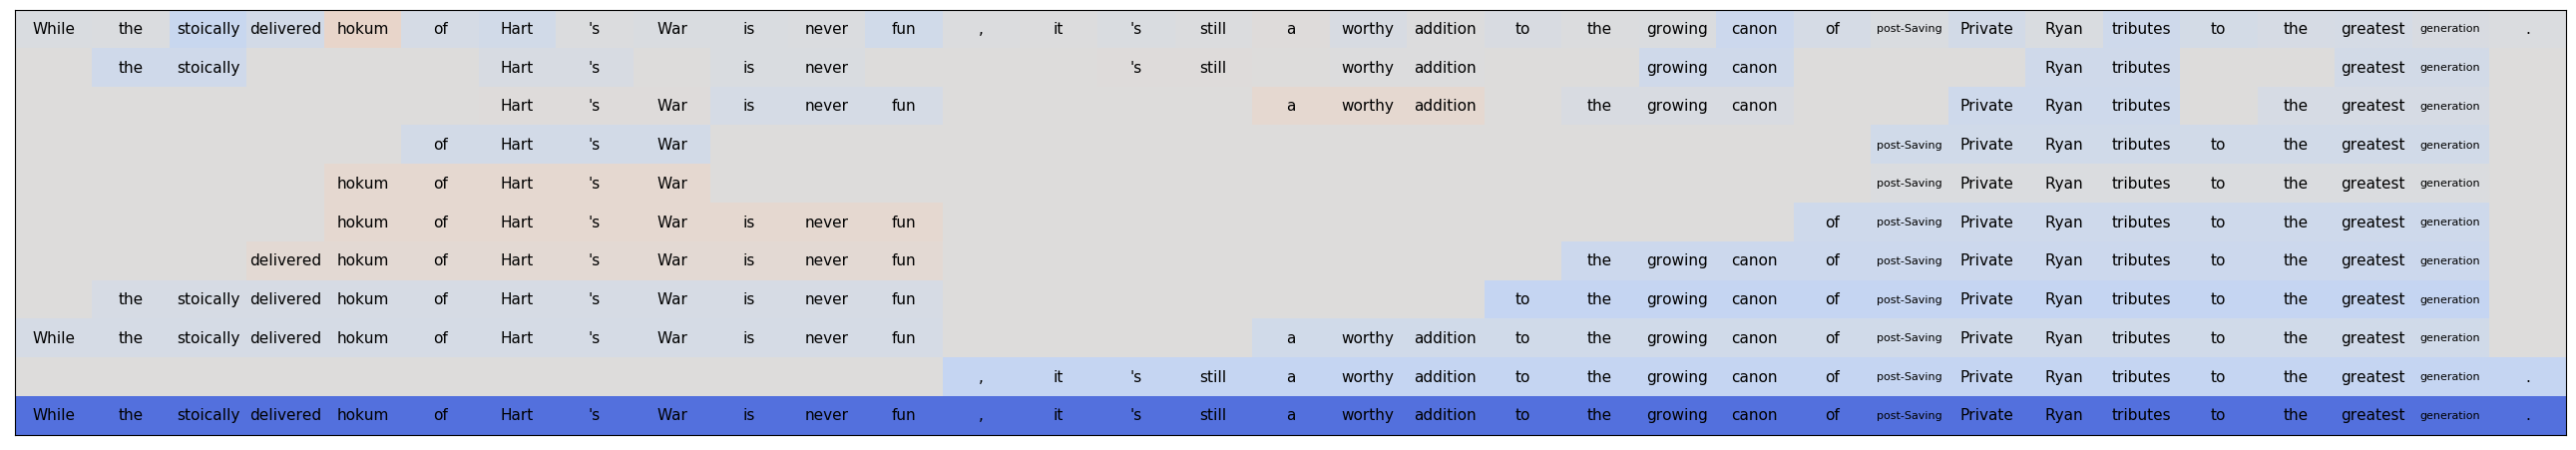 While the stoically delivered hokum of Hart 's War is never fun , it 's still a worthy addition to the growing canon of post-Saving Private Ryan tributes to the greatest generation .
the stoically Hart 's is never 's still worthy addition growing canon Ryan tributes greatest generation
Hart 's War is never fun a worthy addition the growing canon Private Ryan tributes the greatest generation
of Hart 's War post-Saving Private Ryan tributes to the greatest generation
hokum of Hart 's War post-Saving Private Ryan tributes to the greatest generation
hokum of Hart 's War is never fun of post-Saving Private Ryan tributes to the greatest generation
delivered hokum of Hart 's War is never fun the growing canon of post-Saving Private Ryan tributes to the greatest generation
the stoically delivered hokum of Hart 's War is never fun to the growing canon of post-Saving Private Ryan tributes to the greatest generation
While the stoically delivered hokum of Hart 's War is never fun a worthy addition to the growing canon of post-Saving Private Ryan tributes to the greatest generation
, it 's still a worthy addition to the growing canon of post-Saving Private Ryan tributes to the greatest generation .
While the stoically delivered hokum of Hart 's War is never fun , it 's still a worthy addition to the growing canon of post-Saving Private Ryan tributes to the greatest generation .